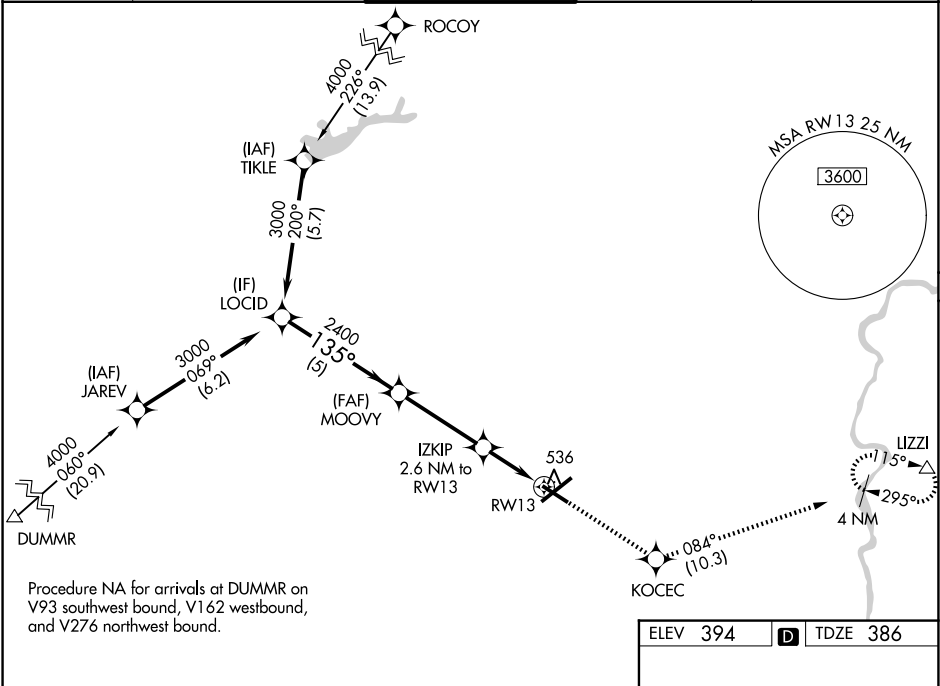 ROCOY
4000
226°
(13.9)
(IAF)
TIKLE
3000
200°
(5.7)
MSA RW13 25 NM
3600
(IF)
LOCID
2400
135°
(5)
(IAF)
JAREV
3000
069°
(6.2)
(FAF)
MOOVY
4000
060°
(20.9)
DUMMR
IZKIP
2.6 NM to
RW13
536
RW13
LIZZI
115°
295°
4 NM
084°
(10.3)
KOCEC
Procedure NA for arrivals at DUMMR on
V93 southwest bound, V162 westbound,
and V276 northwest bound.
ELEV 394 D TDZE 386